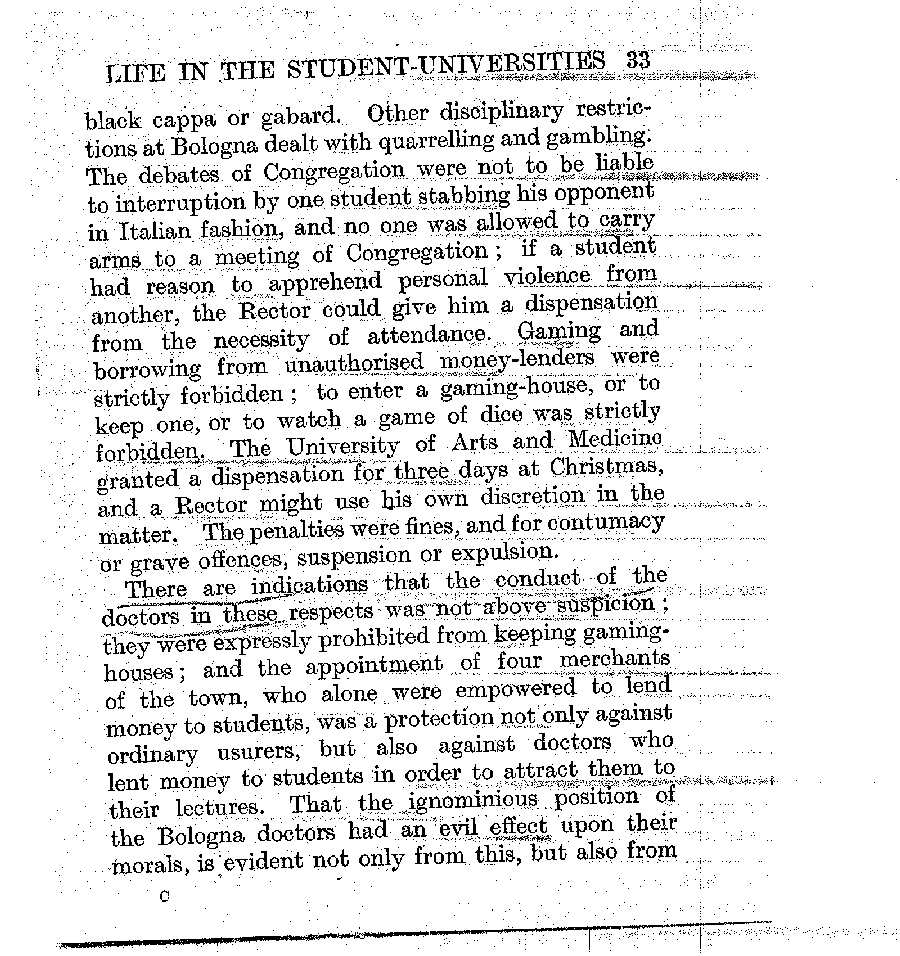 LIFE IN THE STUDENT-UNIVERSITIES 33
black cappa or gabard. Other disciplinary restric-
tions at Bologna dealt with quarrelling and gambling.
The debates of Congregation were not to be liable
to interruption by one student stabbing his opponent
in Italian fashion, and no one was allowed to carry
arms to a meeting of Congregation ; if a student
had reason to apprehend personal violence from
another, the Rector could give him a dispensation
from the necessity of attendance. Gaming and
borrowing from unauthorised money-lenders were
strictly forbidden ; to enter a gaming-house, or to
keep one, or to watch a game of dice was strictly
forbidden. The University of Arts and Medicine
granted a dispensation for three days at Christmas,
and a Rector might use his own discretion in the
matter. The penalties were fines, and for contumacy
or grave offences, suspension or expulsion.
There are indications that the conduct of the
doctors in these respects was not above suspicion ;
they were expressly prohibited from keeping gaming-
houses ; and the appointment of four merchants
of the town, who alone were empowered to lend
money to students, was a protection not only against
ordinary usurers, but also against doctors who
lent money to students in order to attract them to
their lectures. That the ignominious position of
the Bologna doctors had an evil effect upon their
morals, is evident not only from this, but also from
C